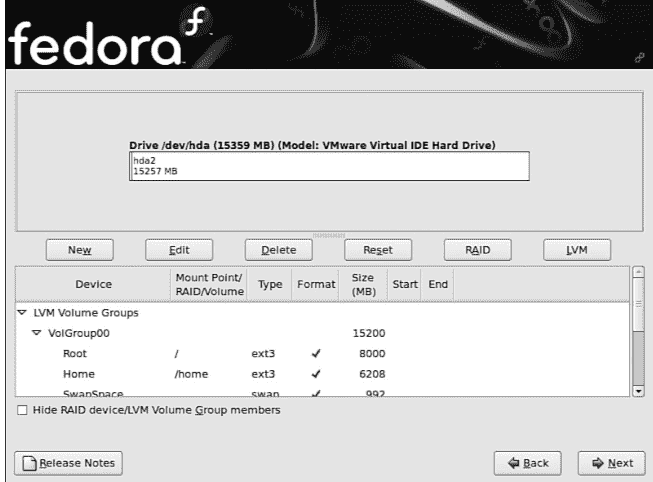 fedora f
Drive /dev/hda (15359 MB) (Model: VMware Virtual IDE Hard Drive)
hda2
15257 MB
New Edit Delete Reset RAID LVM
Device Mount Point/ RAID/Volume Type Format Size (MB) Start End
LVM Volume Groups
VolGroup00 15200
Root / ext3 8000
Home /home ext3 6208
SwapSpace swap 992
Hide RAID device/LVM Volume Group members
Release Notes Back Next